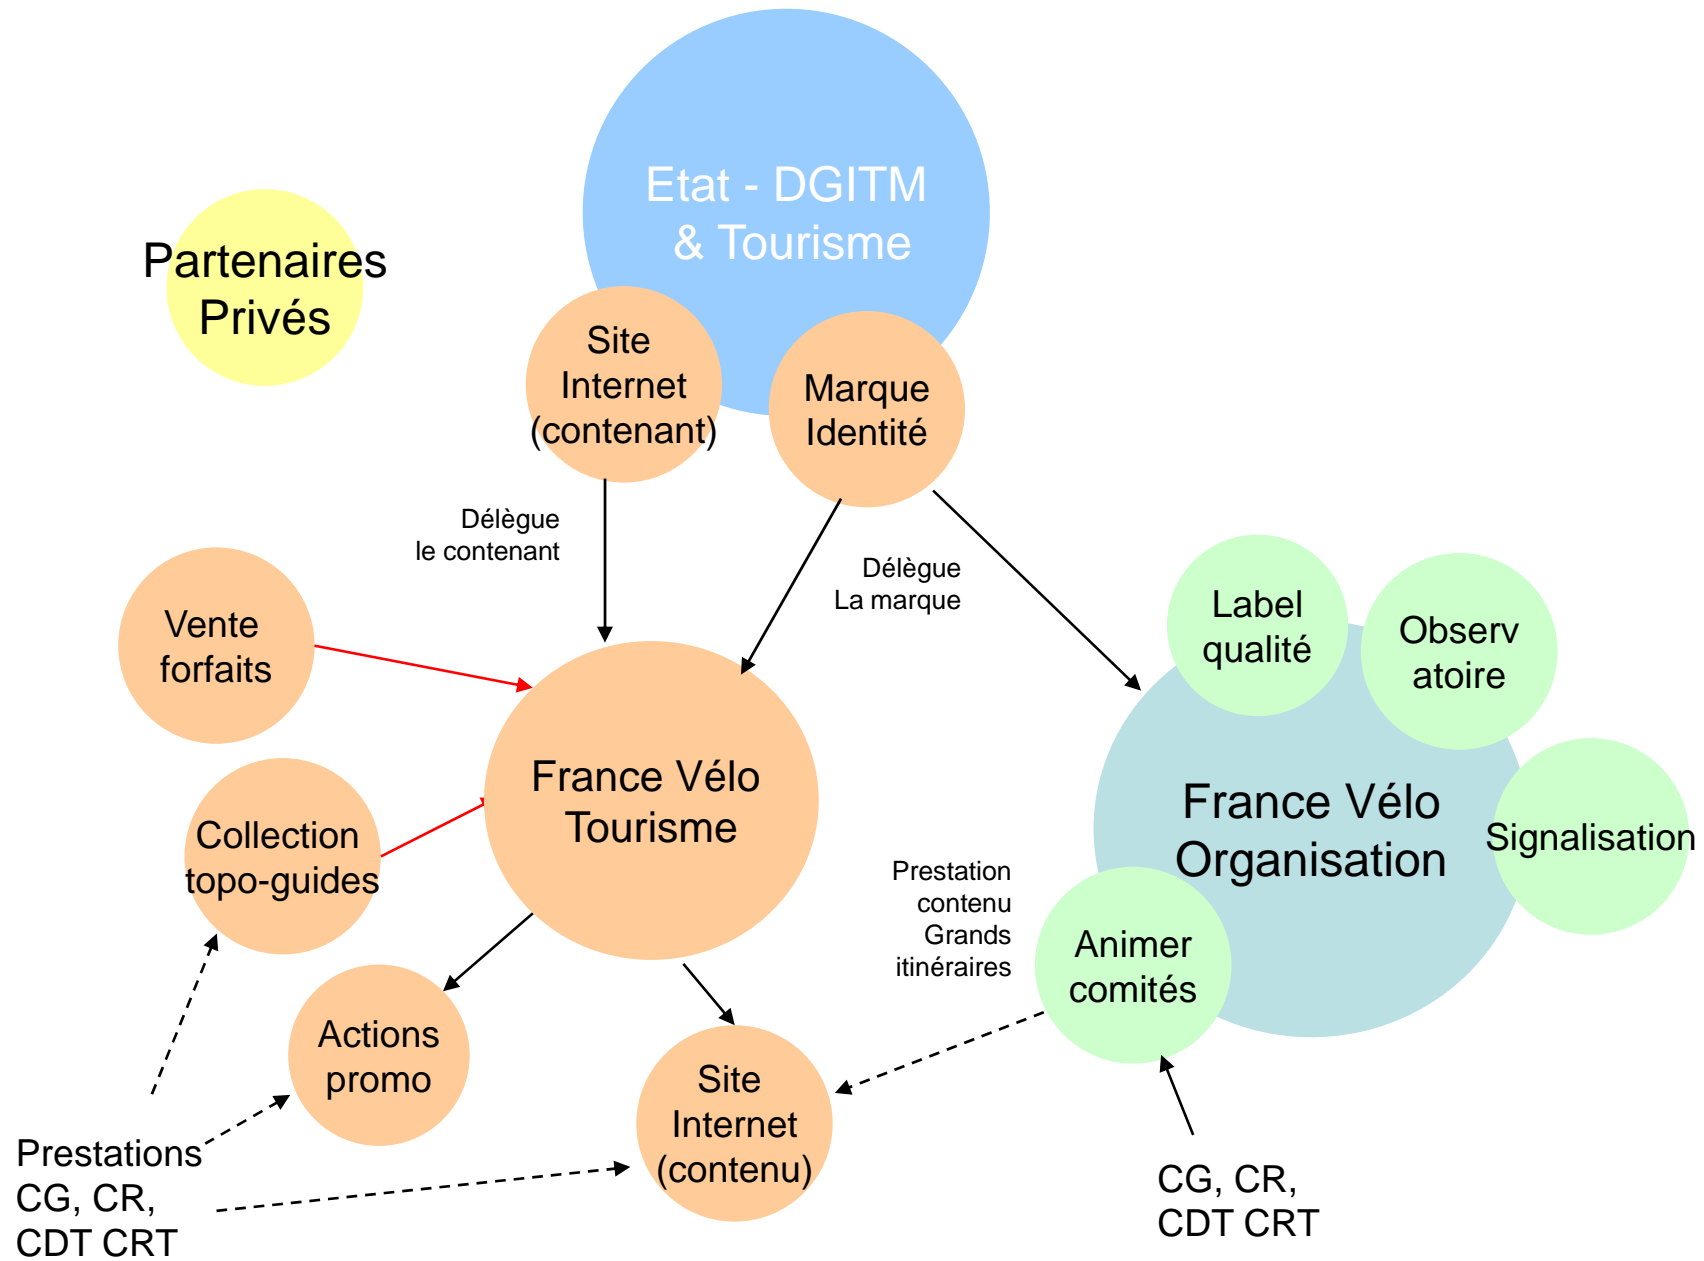 Etat - DGITM
& Tourisme
Partenaires
Privés
Site
Internet
(contenant)
Marque
Identité
Délègue
le contenant
Délègue
La marque
Label
qualité
Observ
atoire
Vente
forfaits
France Vélo
Tourisme
France Vélo
Organisation
Signalisation
Collection
topo-guides
Prestation
contenu
Grands
itinéraires
Animer
comités
Actions
promo
Site
Internet
(contenu)
Prestations
CG, CR,
CDT CRT
CG, CR,
CDT CRT